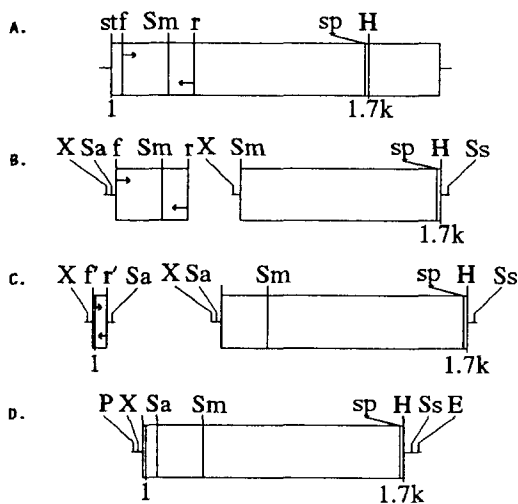 A.
stf Sm r sp H
1 1.7k
B.
X Sa f Sm r X Sm sp H Ss
1.7k
C.
X f' r' Sa X Sa Sm sp H Ss
1 1.7k
D.
P X Sa Sm sp H Ss E
1 1.7k